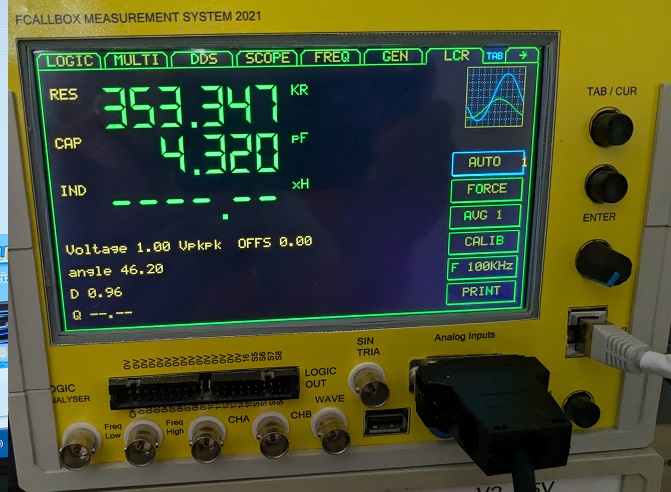 FCALLBOX MEASUREMENT SYSTEM 2021
LOGIC MULTI DDS SCOPE FREQ GEN LCR TAB →
RES 353.347 KR
CAP 4.320 pF
IND ----.-- xH
AUTO 1
FORCE
AVG 1
CALIB
F 100KHz
PRINT
Voltage 1.00 Vpkpk OFFS 0.00
angle 46.20
D 0.96
Q --.--
TAB / CUR
ENTER
SIN
TRIA
Analog Inputs
LOGIC
OUT
WAVE
Freq
Low
Freq
High
CHA
CHB